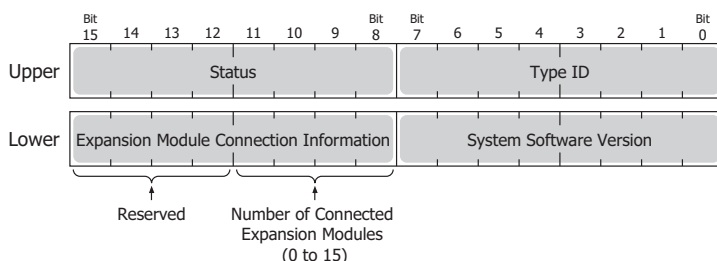 Bit Bit Bit Bit
15 14 13 12 11 10 9 8 7 6 5 4 3 2 1 0
Upper Status Type ID
Lower Expansion Module Connection Information System Software Version
Reserved Number of Connected
Expansion Modules
(0 to 15)